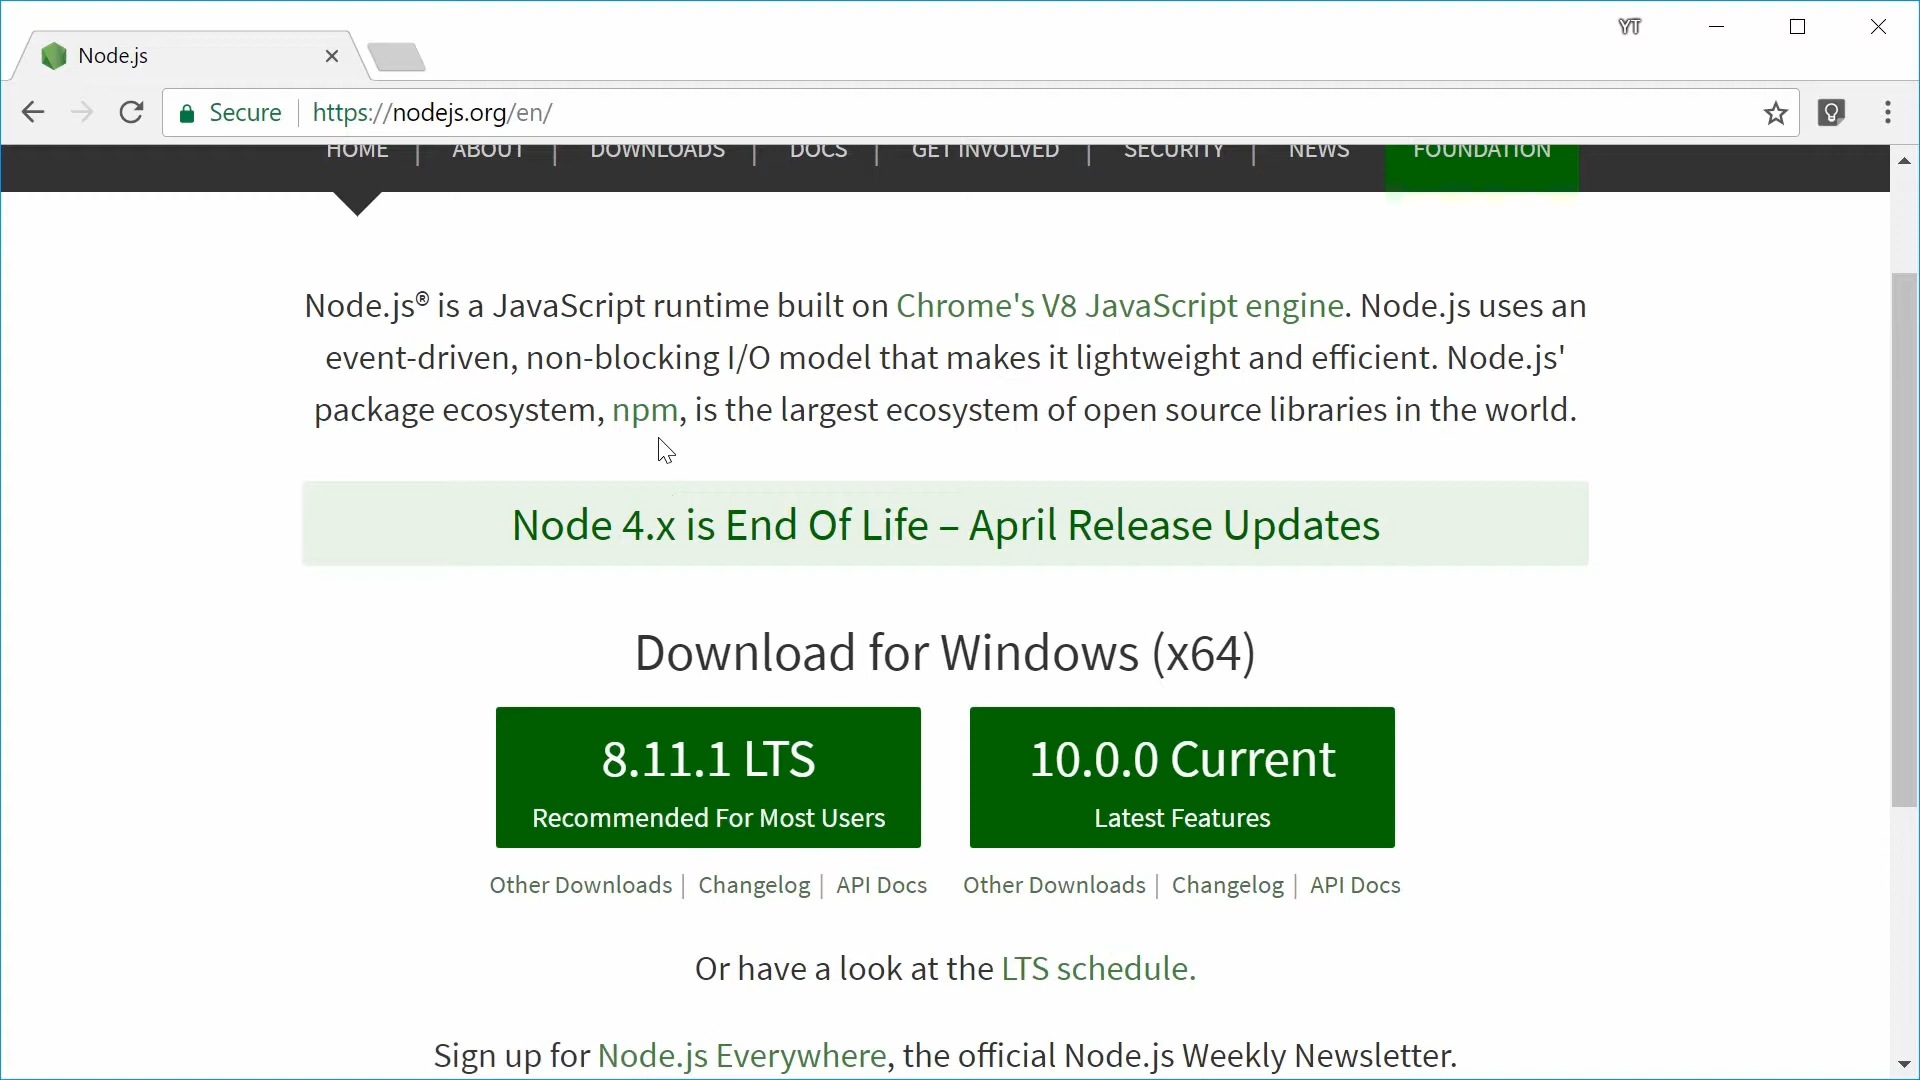 YT
Node.js
Secure | https://nodejs.org/en/
HOME | ABOUT | DOWNLOADS | DOCS | GET INVOLVED | SECURITY | NEWS FOUNDATION
Node.js® is a JavaScript runtime built on Chrome's V8 JavaScript engine. Node.js uses an
event-driven, non-blocking I/O model that makes it lightweight and efficient. Node.js'
package ecosystem, npm, is the largest ecosystem of open source libraries in the world.
Node 4.x is End Of Life – April Release Updates
Download for Windows (x64)
8.11.1 LTS
Recommended For Most Users
10.0.0 Current
Latest Features
Other Downloads | Changelog | API Docs
Other Downloads | Changelog | API Docs
Or have a look at the LTS schedule.
Sign up for Node.js Everywhere, the official Node.js Weekly Newsletter.